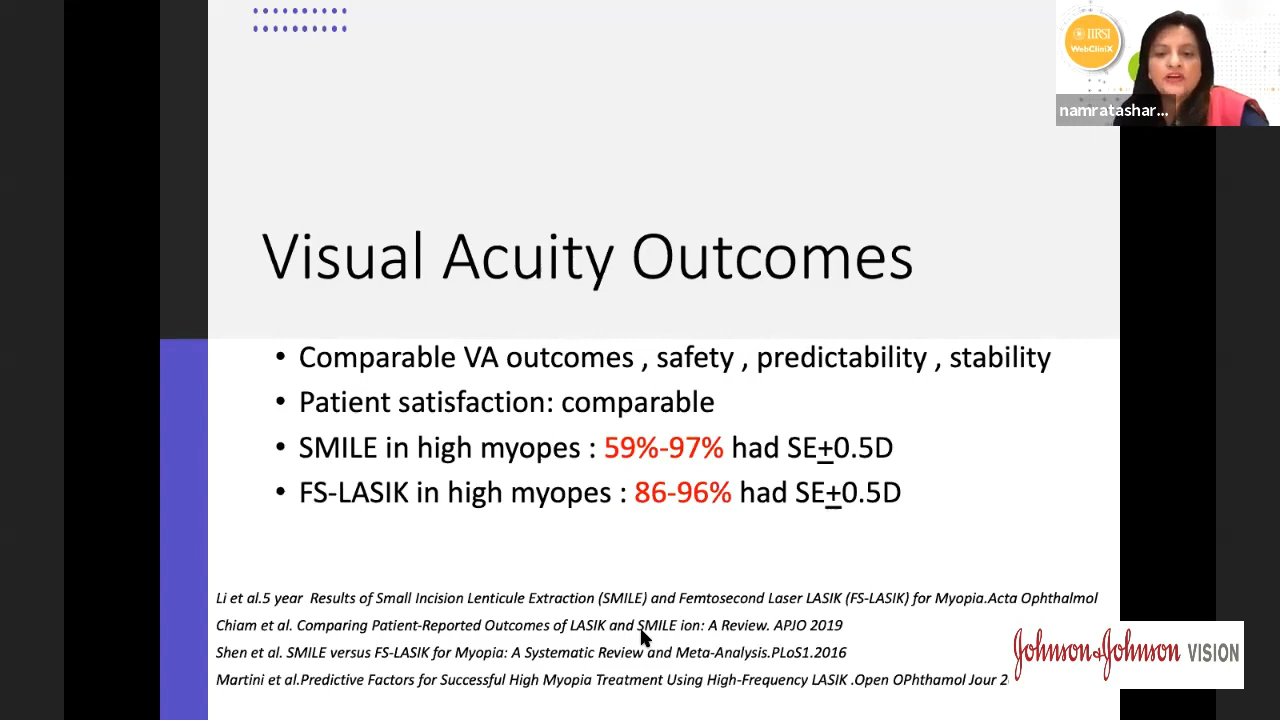 IIRSI
WebCliniX
namratashar...
Visual Acuity Outcomes
• Comparable VA outcomes , safety , predictability , stability
• Patient satisfaction: comparable
• SMILE in high myopes : 59%-97% had SE+0.5D
• FS-LASIK in high myopes : 86-96% had SE+0.5D
Li et al.5 year Results of Small Incision Lenticule Extraction (SMILE) and Femtosecond Laser LASIK (FS-LASIK) for Myopia.Acta Ophthalmol
Chiam et al. Comparing Patient-Reported Outcomes of LASIK and SMILE ion: A Review. APJO 2019
Shen et al. SMILE versus FS-LASIK for Myopia: A Systematic Review and Meta-Analysis.PLoS1.2016
Martini et al.Predictive Factors for Successful High Myopia Treatment Using High-Frequency LASIK .Open OPhthamol Jour 2
Johnson&Johnson VISION